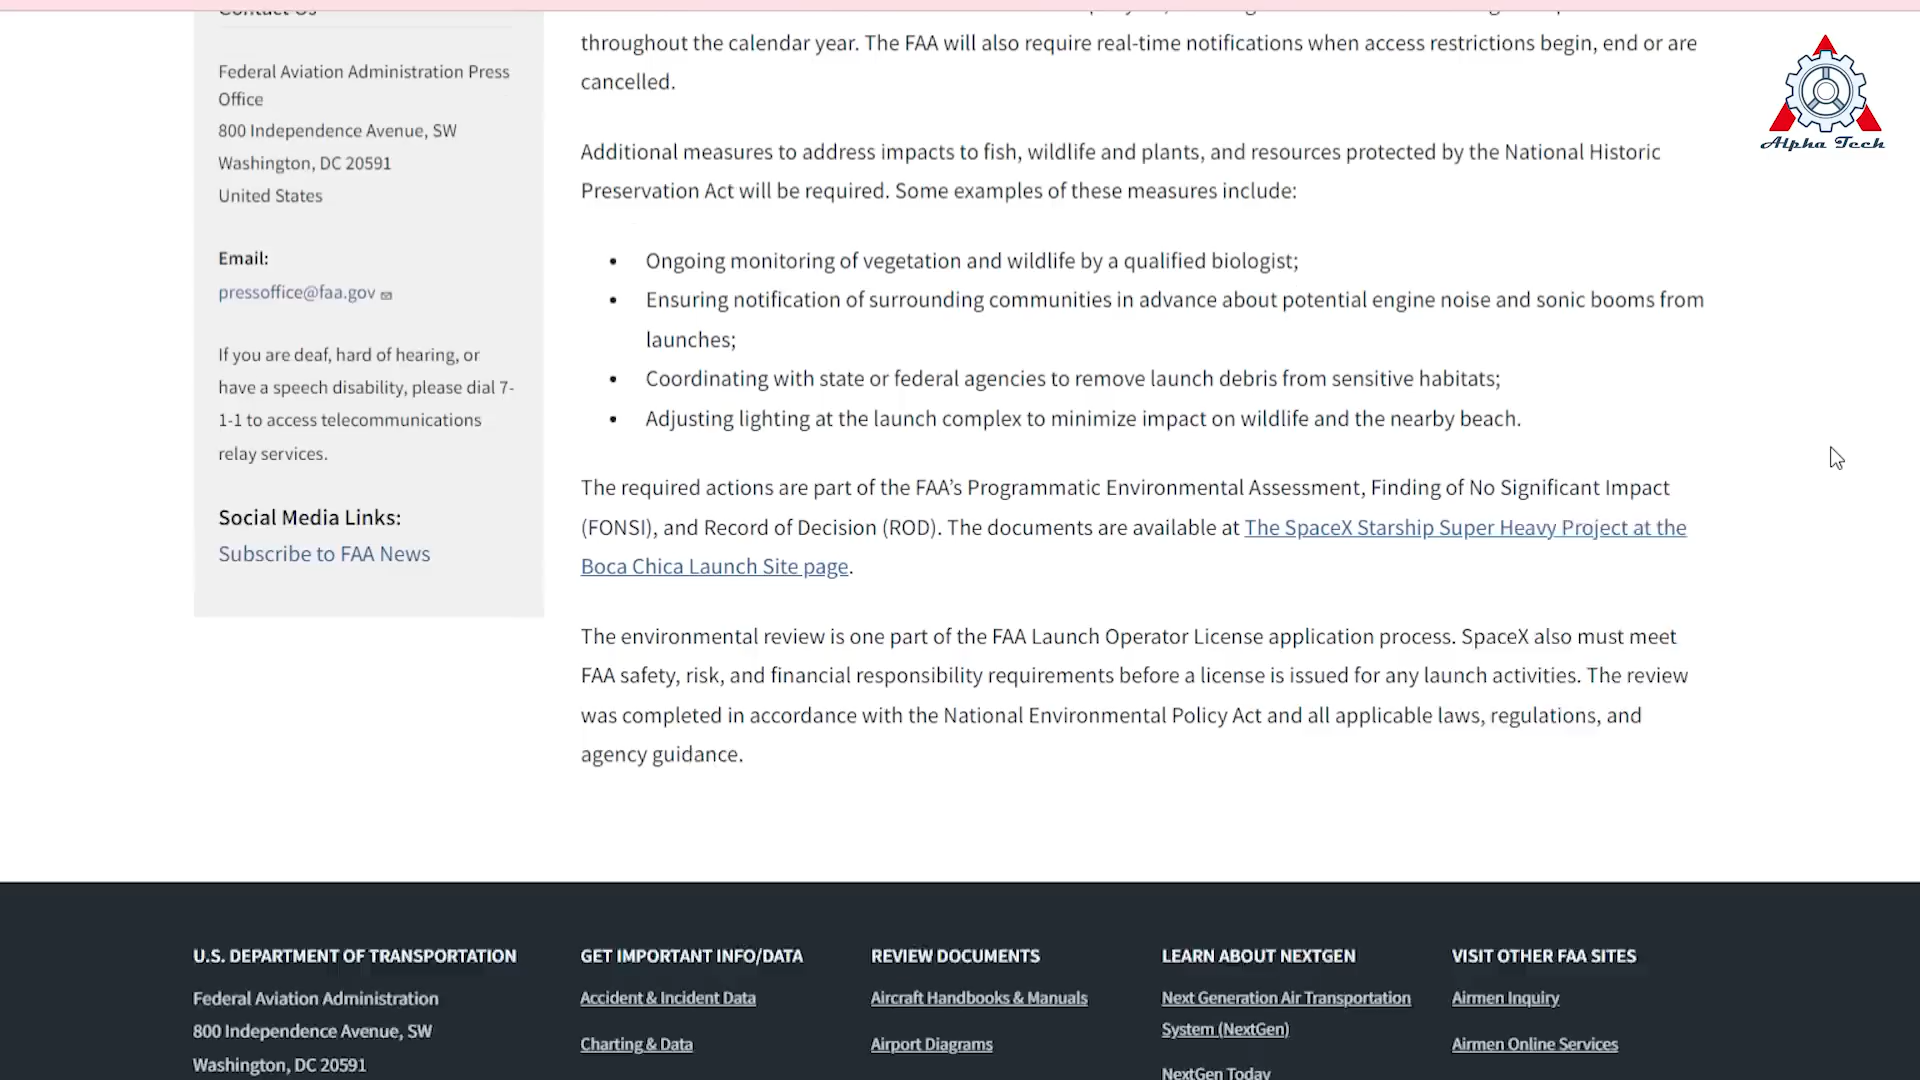 Contact Us
Federal Aviation Administration Press
Office
800 Independence Avenue, SW
Washington, DC 20591
United States
Email:
pressoffice@faa.gov
If you are deaf, hard of hearing, or
have a speech disability, please dial 7-
1-1 to access telecommunications
relay services.
Social Media Links:
Subscribe to FAA News
throughout the calendar year. The FAA will also require real-time notifications when access restrictions begin, end or are
cancelled.
Additional measures to address impacts to fish, wildlife and plants, and resources protected by the National Historic
Preservation Act will be required. Some examples of these measures include:
• Ongoing monitoring of vegetation and wildlife by a qualified biologist;
• Ensuring notification of surrounding communities in advance about potential engine noise and sonic booms from
launches;
• Coordinating with state or federal agencies to remove launch debris from sensitive habitats;
• Adjusting lighting at the launch complex to minimize impact on wildlife and the nearby beach.
The required actions are part of the FAA’s Programmatic Environmental Assessment, Finding of No Significant Impact
(FONSI), and Record of Decision (ROD). The documents are available at The SpaceX Starship Super Heavy Project at the
Boca Chica Launch Site page.
The environmental review is one part of the FAA Launch Operator License application process. SpaceX also must meet
FAA safety, risk, and financial responsibility requirements before a license is issued for any launch activities. The review
was completed in accordance with the National Environmental Policy Act and all applicable laws, regulations, and
agency guidance.
Alpha Tech
U.S. DEPARTMENT OF TRANSPORTATION
Federal Aviation Administration
800 Independence Avenue, SW
Washington, DC 20591
GET IMPORTANT INFO/DATA
Accident & Incident Data
Charting & Data
REVIEW DOCUMENTS
Aircraft Handbooks & Manuals
Airport Diagrams
LEARN ABOUT NEXTGEN
Next Generation Air Transportation
System (NextGen)
NextGen Today
VISIT OTHER FAA SITES
Airmen Inquiry
Airmen Online Services